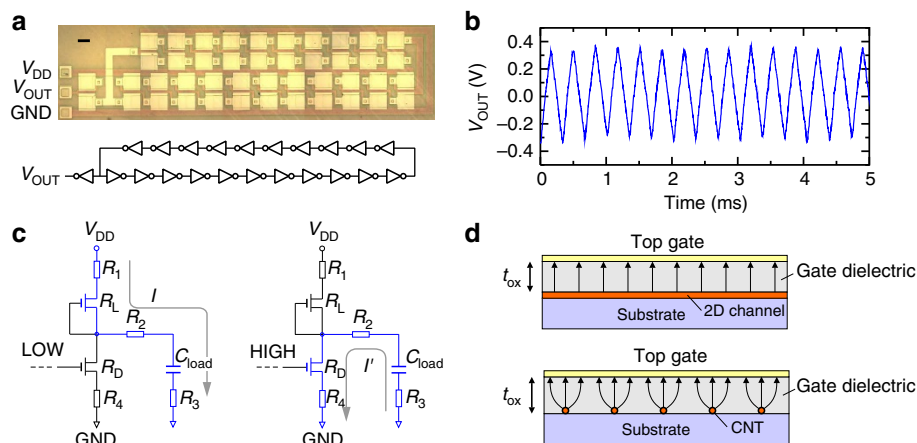 a
V_DD
V_OUT
GND
V_OUT
b
V_OUT (V)
0.4
0.2
0.0
−0.2
−0.4
0 1 2 3 4 5
Time (ms)
c
V_DD
R_1
R_L
I
R_2
LOW
R_D
C_load
R_4
R_3
GND
V_DD
R_1
R_L
R_2
HIGH
R_D
I′
C_load
R_4
R_3
GND
d
Top gate
t_ox
Gate dielectric
Substrate
2D channel
Top gate
t_ox
Gate dielectric
Substrate
CNT